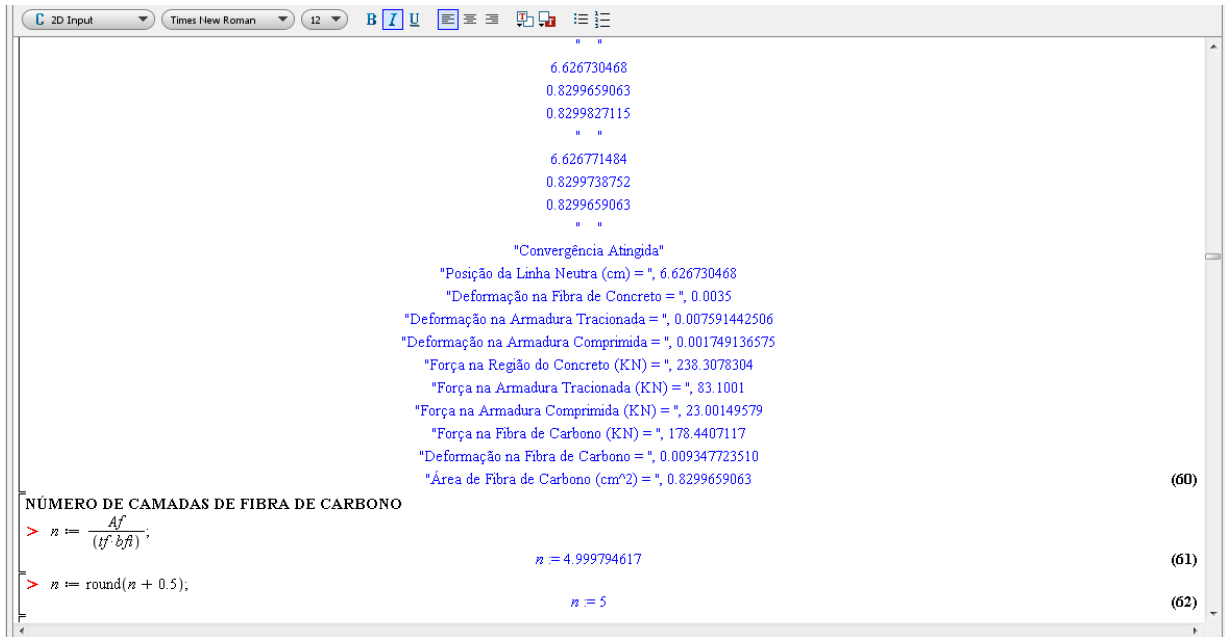 C 2D Input Times New Roman 12 B I U
" "
6.626730468
0.8299659063
0.8299827115
" "
6.626771484
0.8299738752
0.8299659063
" "
"Convergência Atingida"
"Posição da Linha Neutra (cm) = ", 6.626730468
"Deformação na Fibra de Concreto = ", 0.0035
"Deformação na Armadura Tracionada = ", 0.007591442506
"Deformação na Armadura Comprimida = ", 0.001749136575
"Força na Região do Concreto (KN) = ", 238.3078304
"Força na Armadura Tracionada (KN) = ", 83.1001
"Força na Armadura Comprimida (KN) = ", 23.00149579
"Força na Fibra de Carbono (KN) = ", 178.4407117
"Deformação na Fibra de Carbono = ", 0.009347723510
"Área de Fibra de Carbono (cm^2) = ", 0.8299659063 (60)
NÚMERO DE CAMADAS DE FIBRA DE CARBONO
> n := Af / (tf·bfi);
n := 4.999794617 (61)
> n := round(n + 0.5);
n := 5 (62)